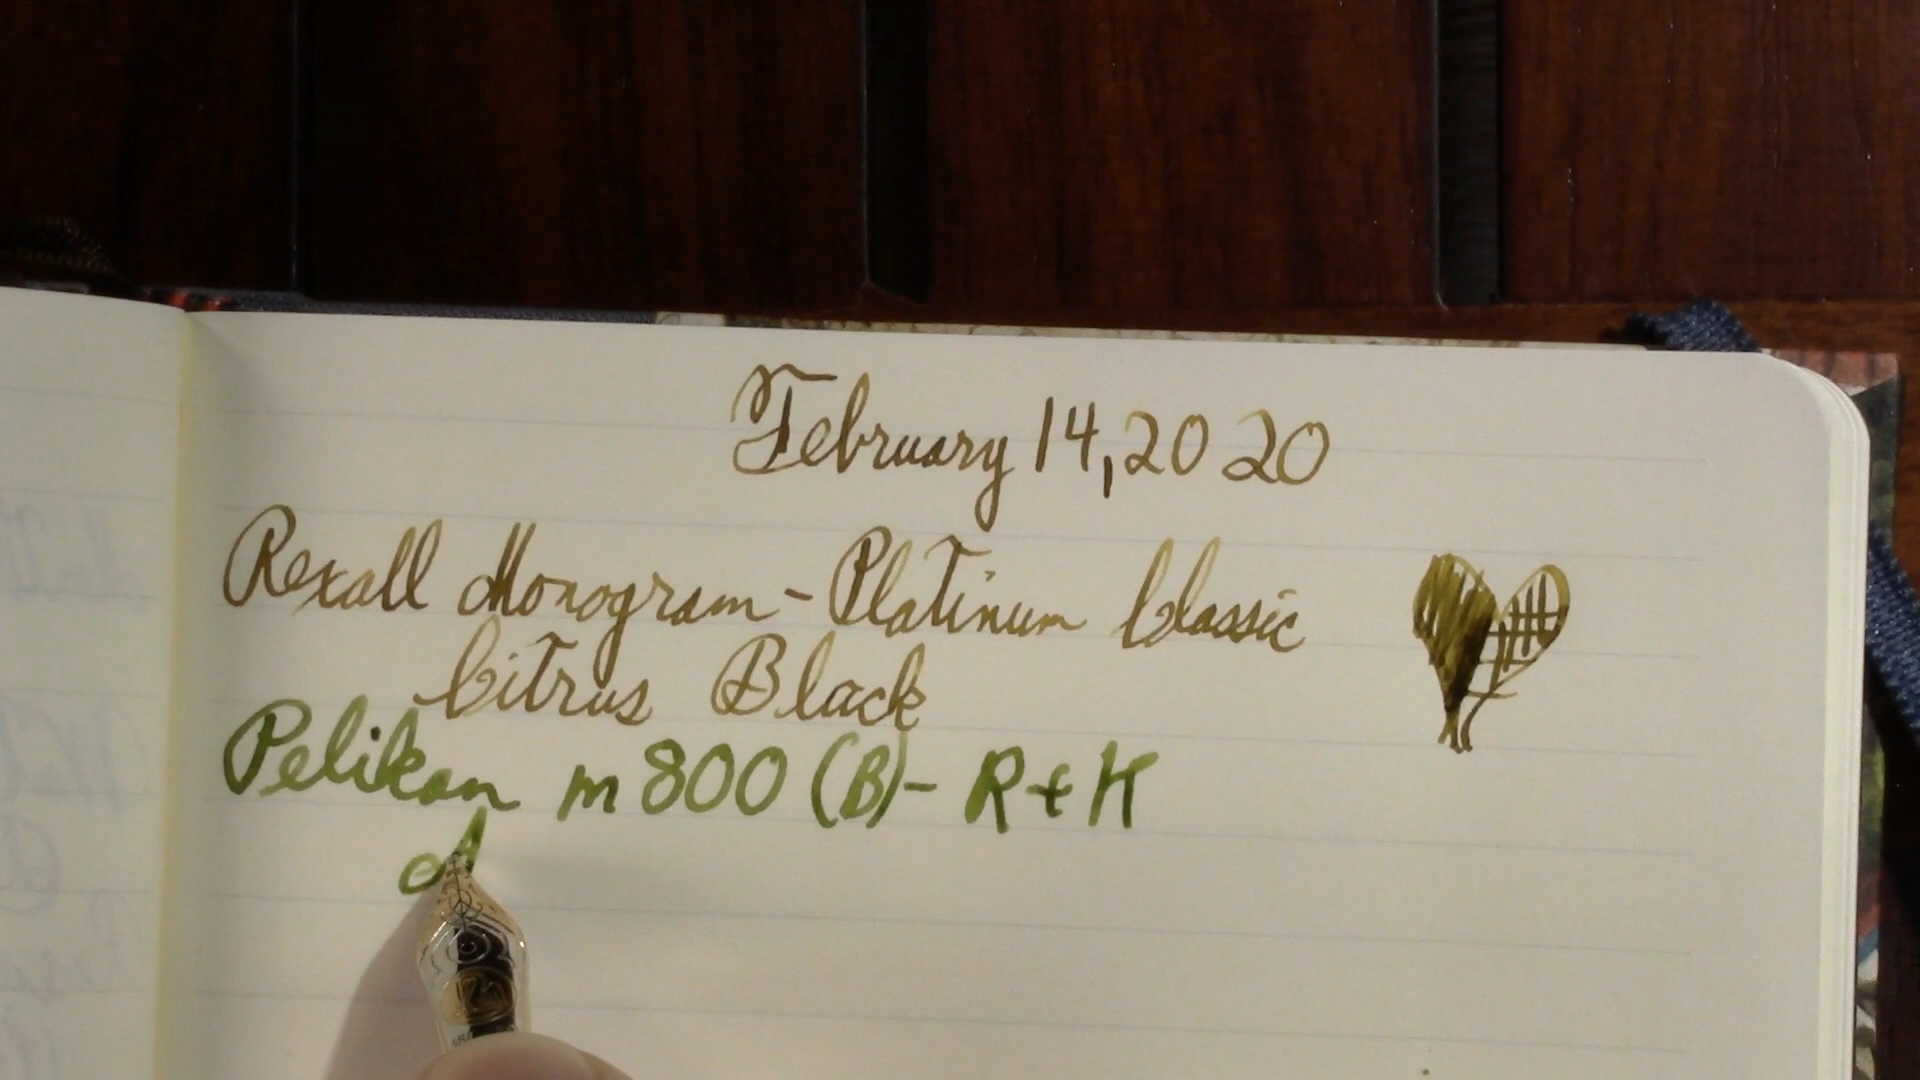 February 14, 2020
Rexall Monogram - Platinum Classic
Citrus Black
Pelikan m800 (B) - R + K